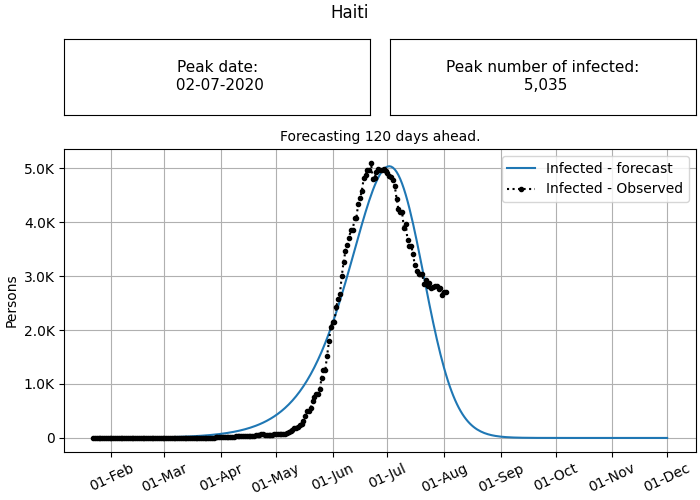 Haiti
Peak date:
02-07-2020
Peak number of infected:
5,035
Forecasting 120 days ahead.
Infected - forecast
Infected - Observed
Persons
5.0K
4.0K
3.0K
2.0K
1.0K
0
01-Feb
01-Mar
01-Apr
01-May
01-Jun
01-Jul
01-Aug
01-Sep
01-Oct
01-Nov
01-Dec